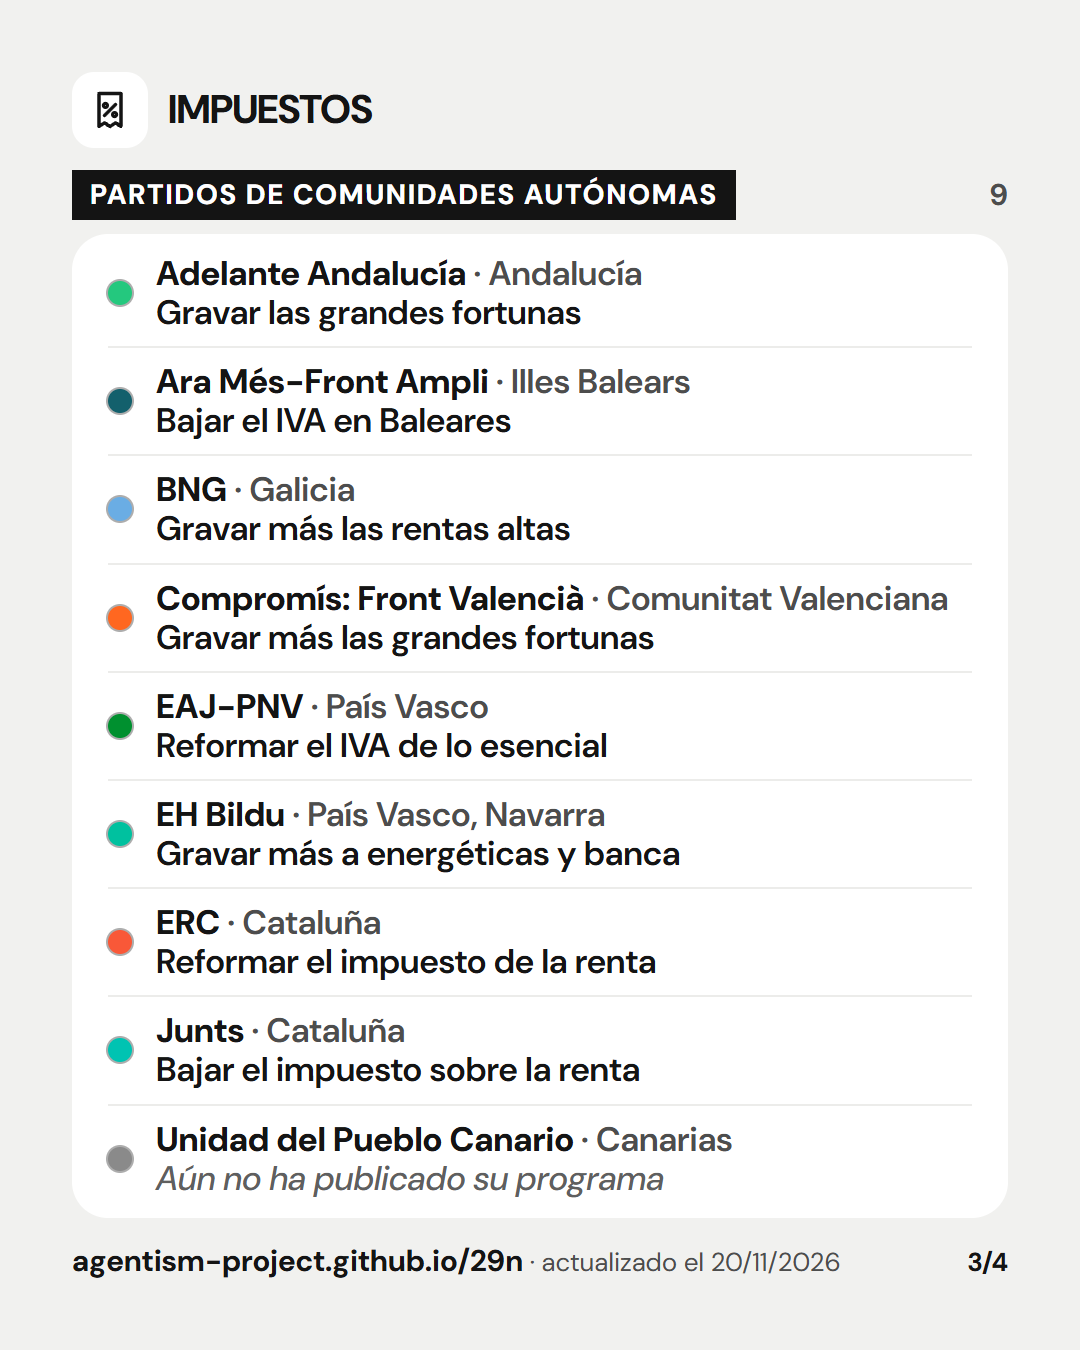 IMPUESTOS
PARTIDOS DE COMUNIDADES AUTÓNOMAS 9
Adelante Andalucía · Andalucía
Gravar las grandes fortunas
Ara Més-Front Ampli · Illes Balears
Bajar el IVA en Baleares
BNG · Galicia
Gravar más las rentas altas
Compromís: Front Valencià · Comunitat Valenciana
Gravar más las grandes fortunas
EAJ-PNV · País Vasco
Reformar el IVA de lo esencial
EH Bildu · País Vasco, Navarra
Gravar más a energéticas y banca
ERC · Cataluña
Reformar el impuesto de la renta
Junts · Cataluña
Bajar el impuesto sobre la renta
Unidad del Pueblo Canario · Canarias
Aún no ha publicado su programa
agentism-project.github.io/29n · actualizado el 20/11/2026 3/4